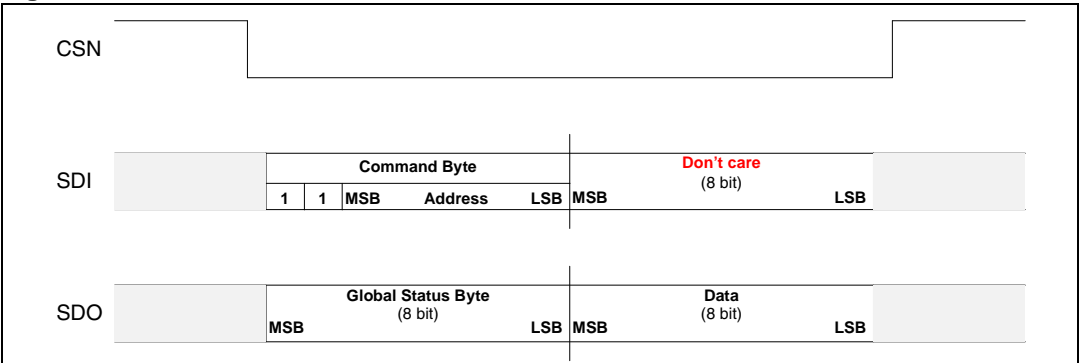 CSN
SDI
Command Byte
Don't care
(8 bit)
1 1 MSB Address LSB MSB LSB
SDO
Global Status Byte
Data
(8 bit)
(8 bit)
MSB LSB MSB LSB